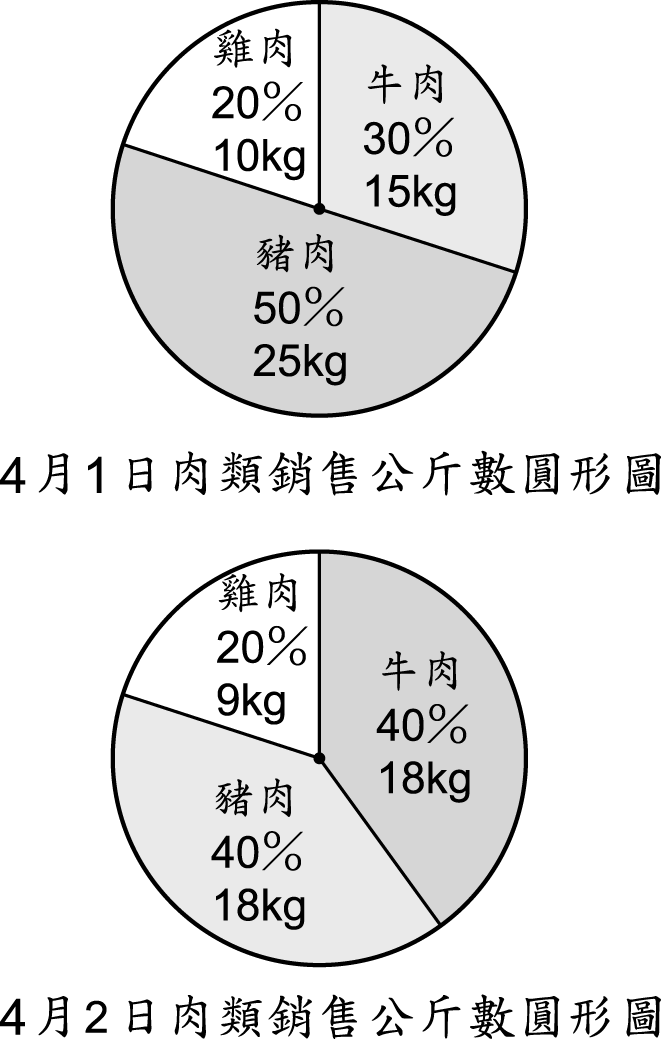 雞肉
20%
10kg
牛肉
30%
15kg
豬肉
50%
25kg
4月1日肉類銷售公斤數圓形圖
雞肉
20%
9kg
牛肉
40%
18kg
豬肉
40%
18kg
4月2日肉類銷售公斤數圓形圖